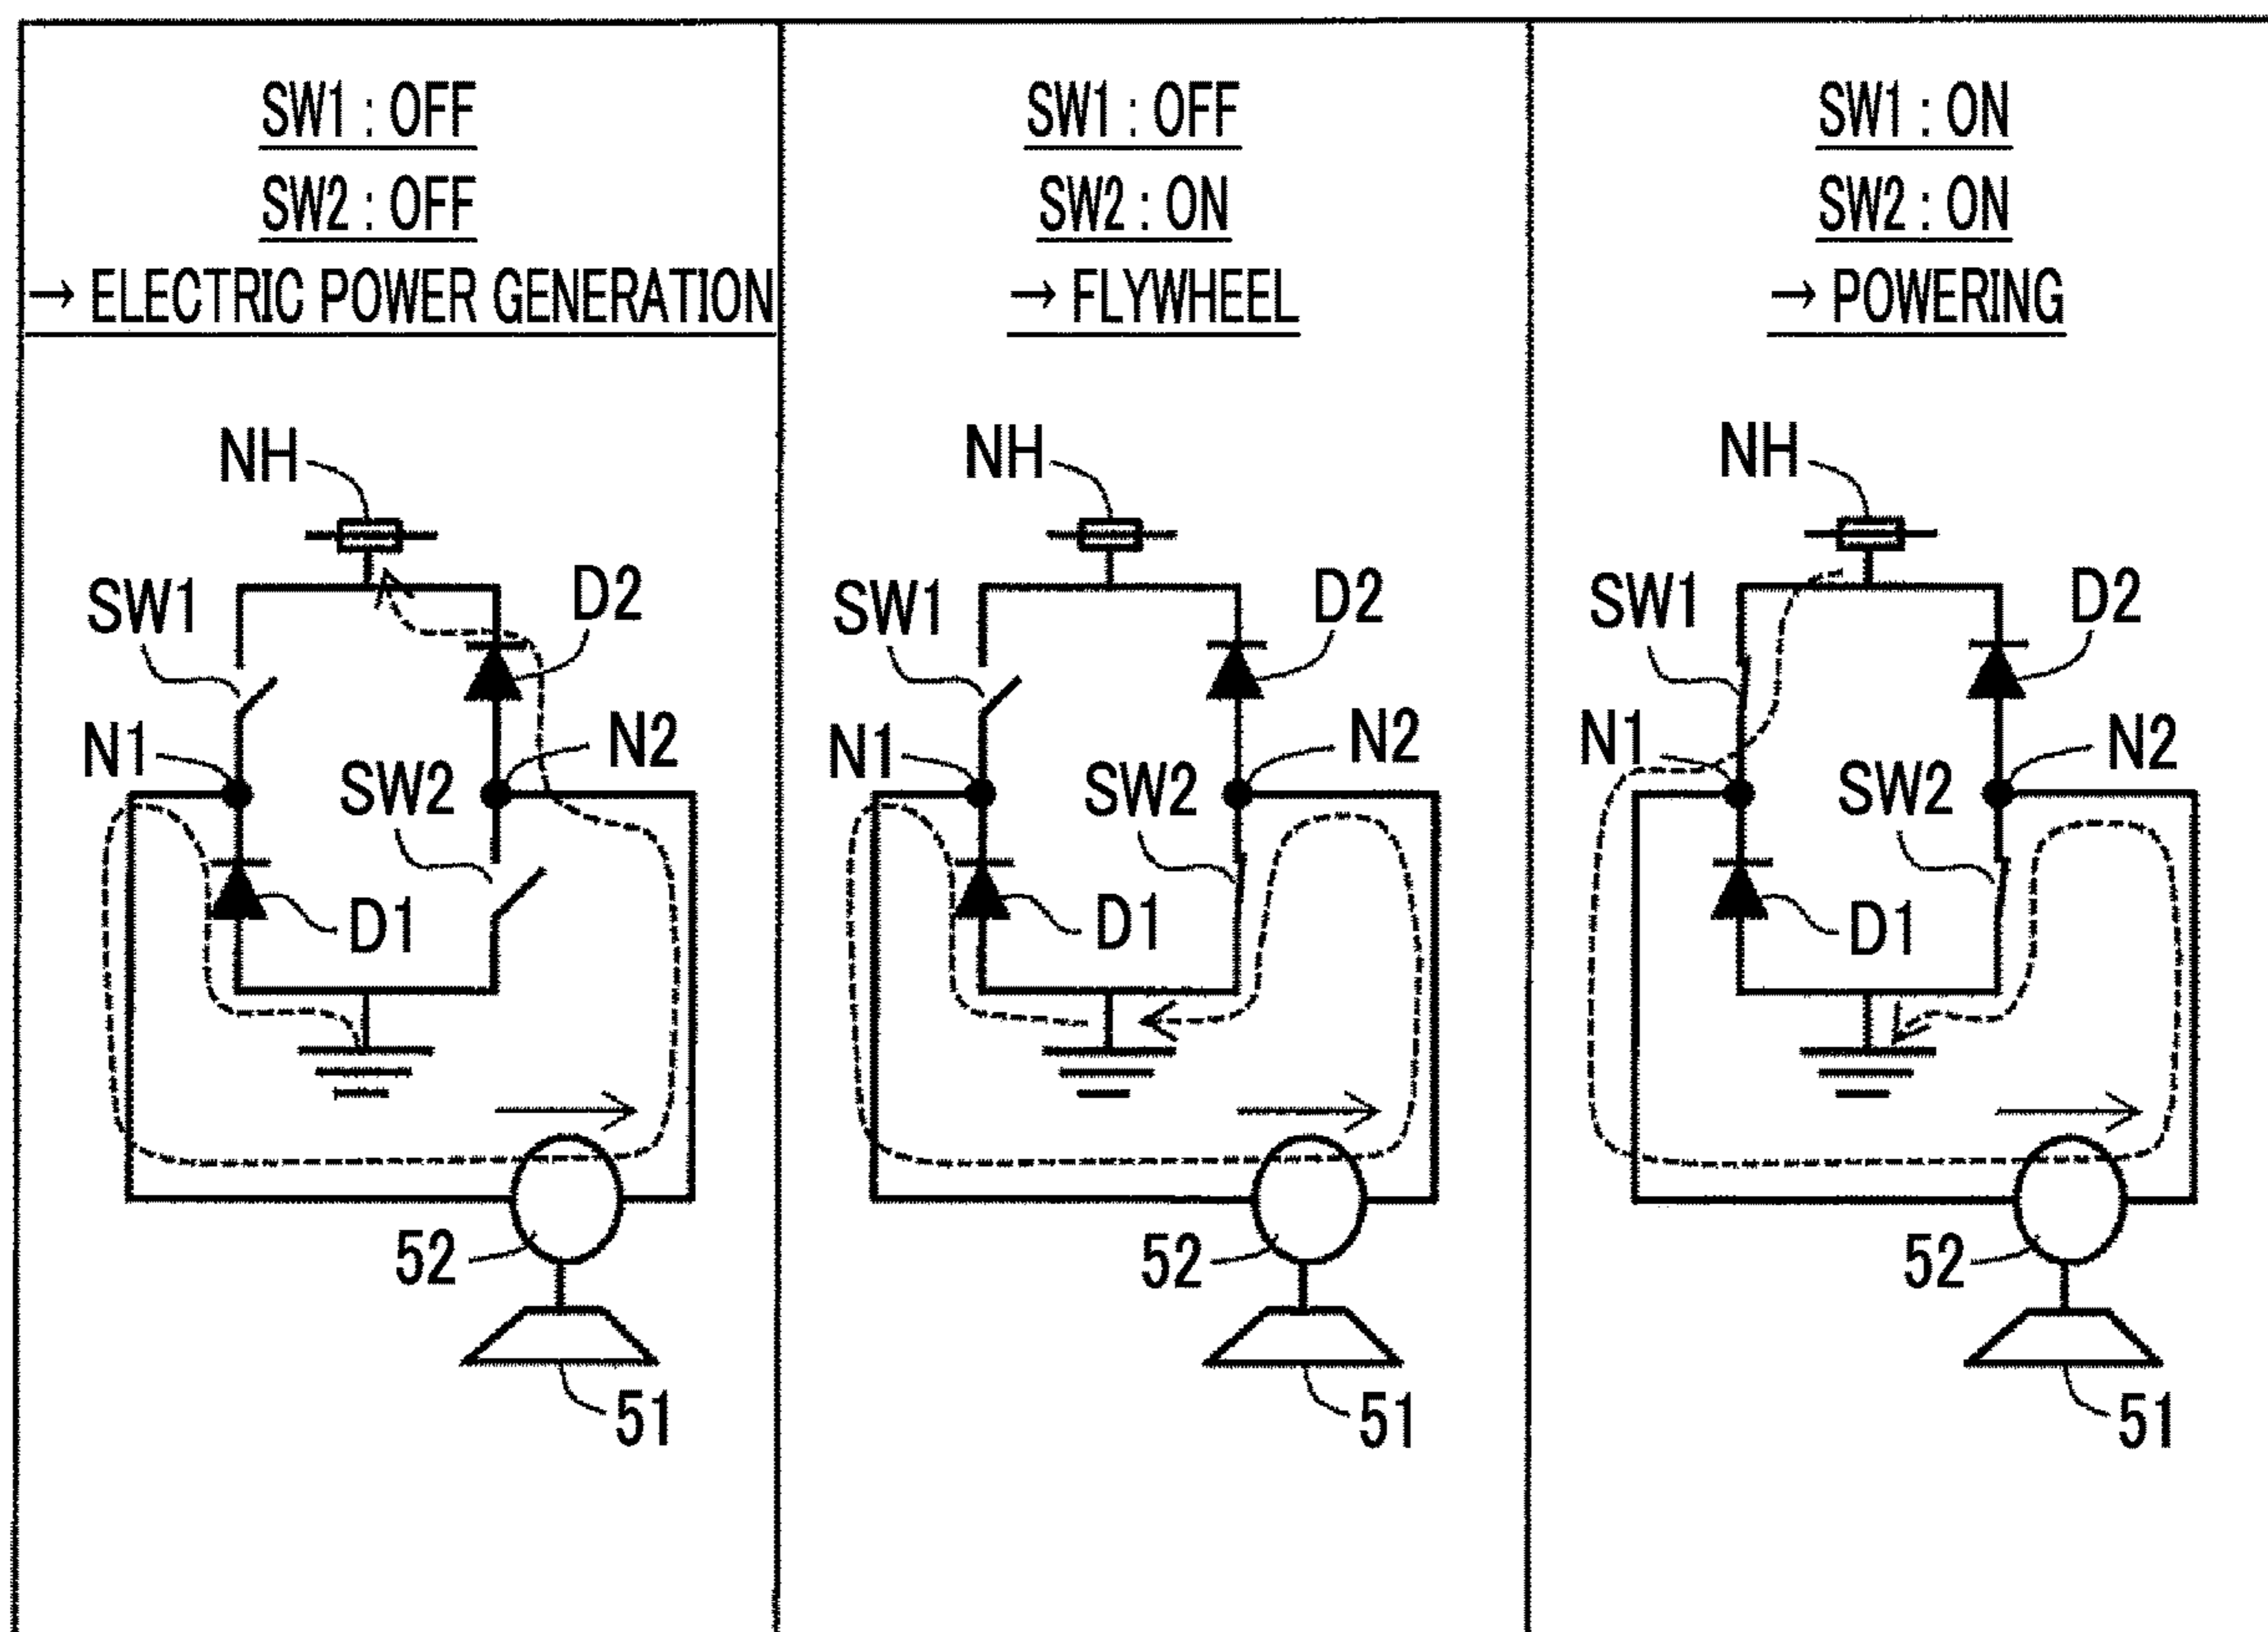 SW1 : OFF
SW2 : OFF
→ ELECTRIC POWER GENERATION
NH
SW1
D2
N1
N2
SW2
D1
52
51
SW1 : OFF
SW2 : ON
→ FLYWHEEL
NH
SW1
D2
N1
N2
SW2
D1
52
51
SW1 : ON
SW2 : ON
→ POWERING
NH
SW1
D2
N1
N2
SW2
D1
52
51